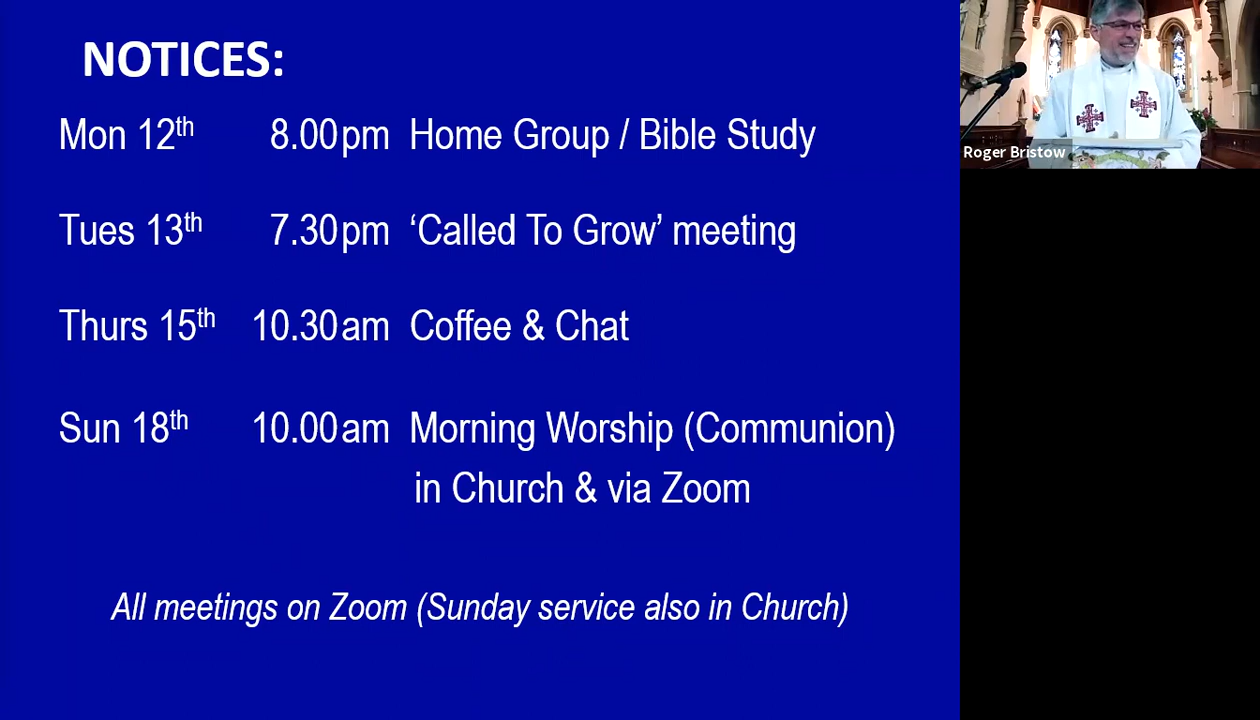 NOTICES:
Mon 12th 8.00pm Home Group / Bible Study
Tues 13th 7.30pm ‘Called To Grow’ meeting
Thurs 15th 10.30am Coffee & Chat
Sun 18th 10.00am Morning Worship (Communion)
in Church & via Zoom
All meetings on Zoom (Sunday service also in Church)
Roger Bristow